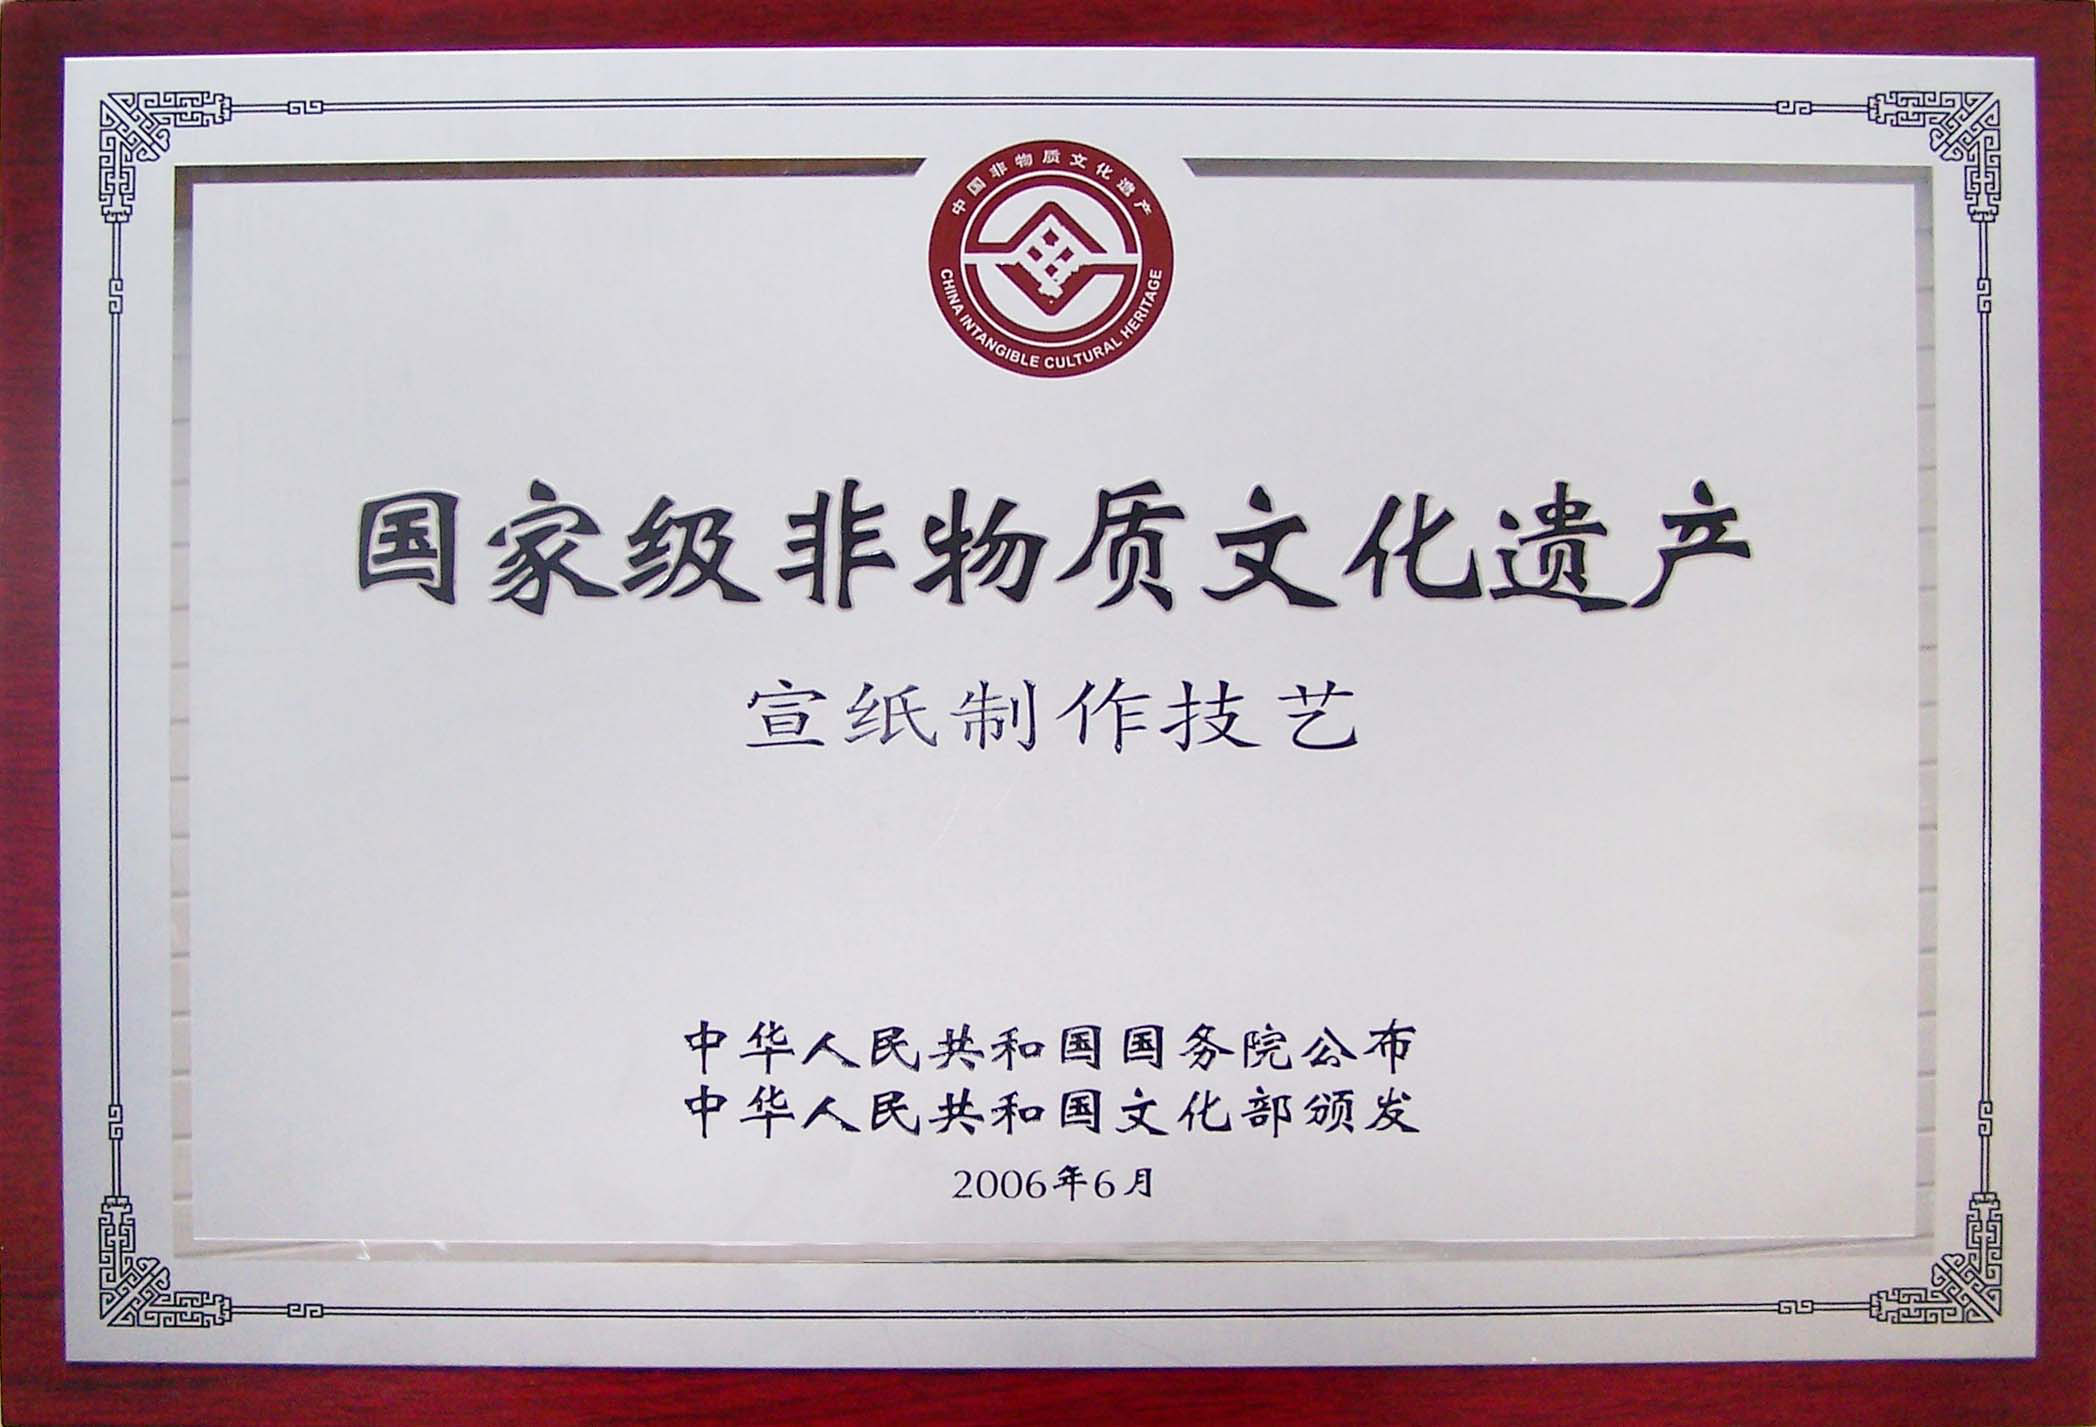 中国非物质文化遗产
CHINA INTANGIBLE CULTURAL HERITAGE
国家级非物质文化遗产
宣纸制作技艺
中华人民共和国国务院公布
中华人民共和国文化部颁发
2006年6月